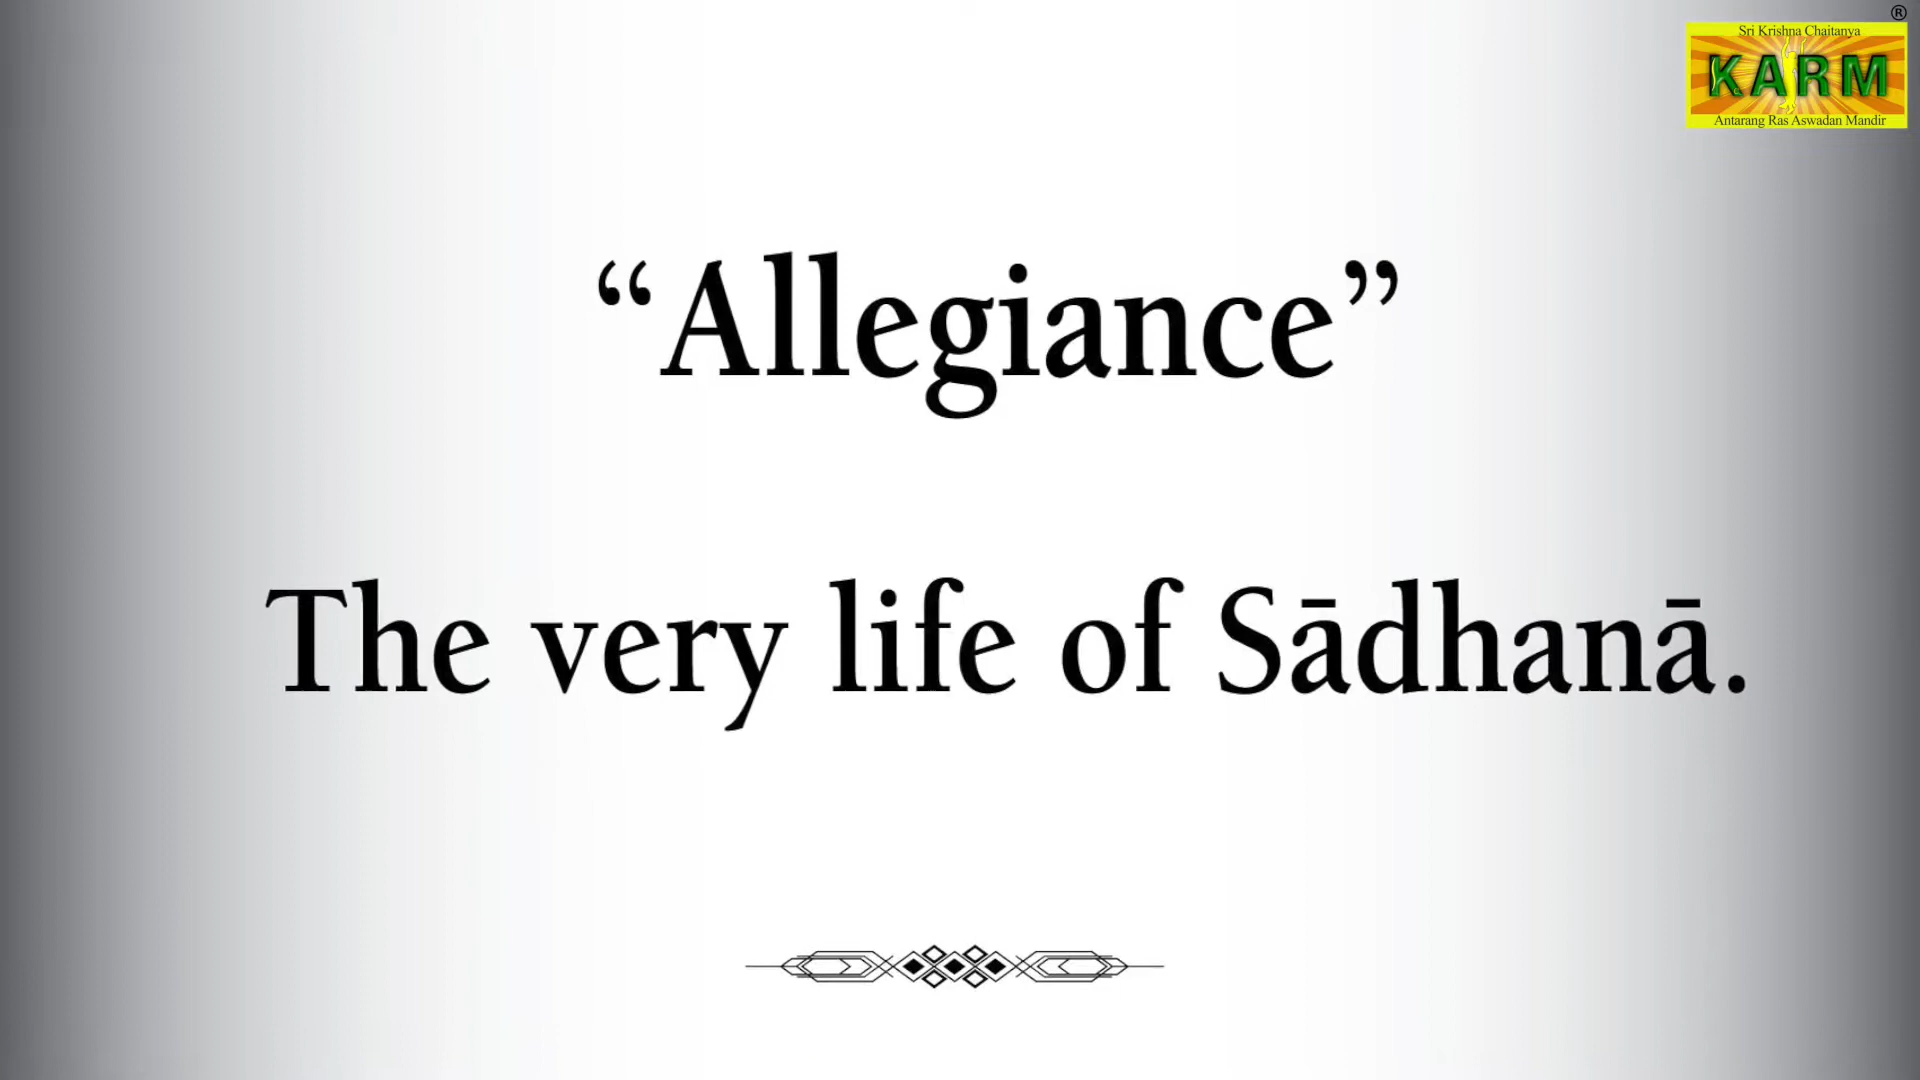 ®
Sri Krishna Chaitanya
KARM
Antarang Ras Aswadan Mandir
“Allegiance”
The very life of Sādhanā.